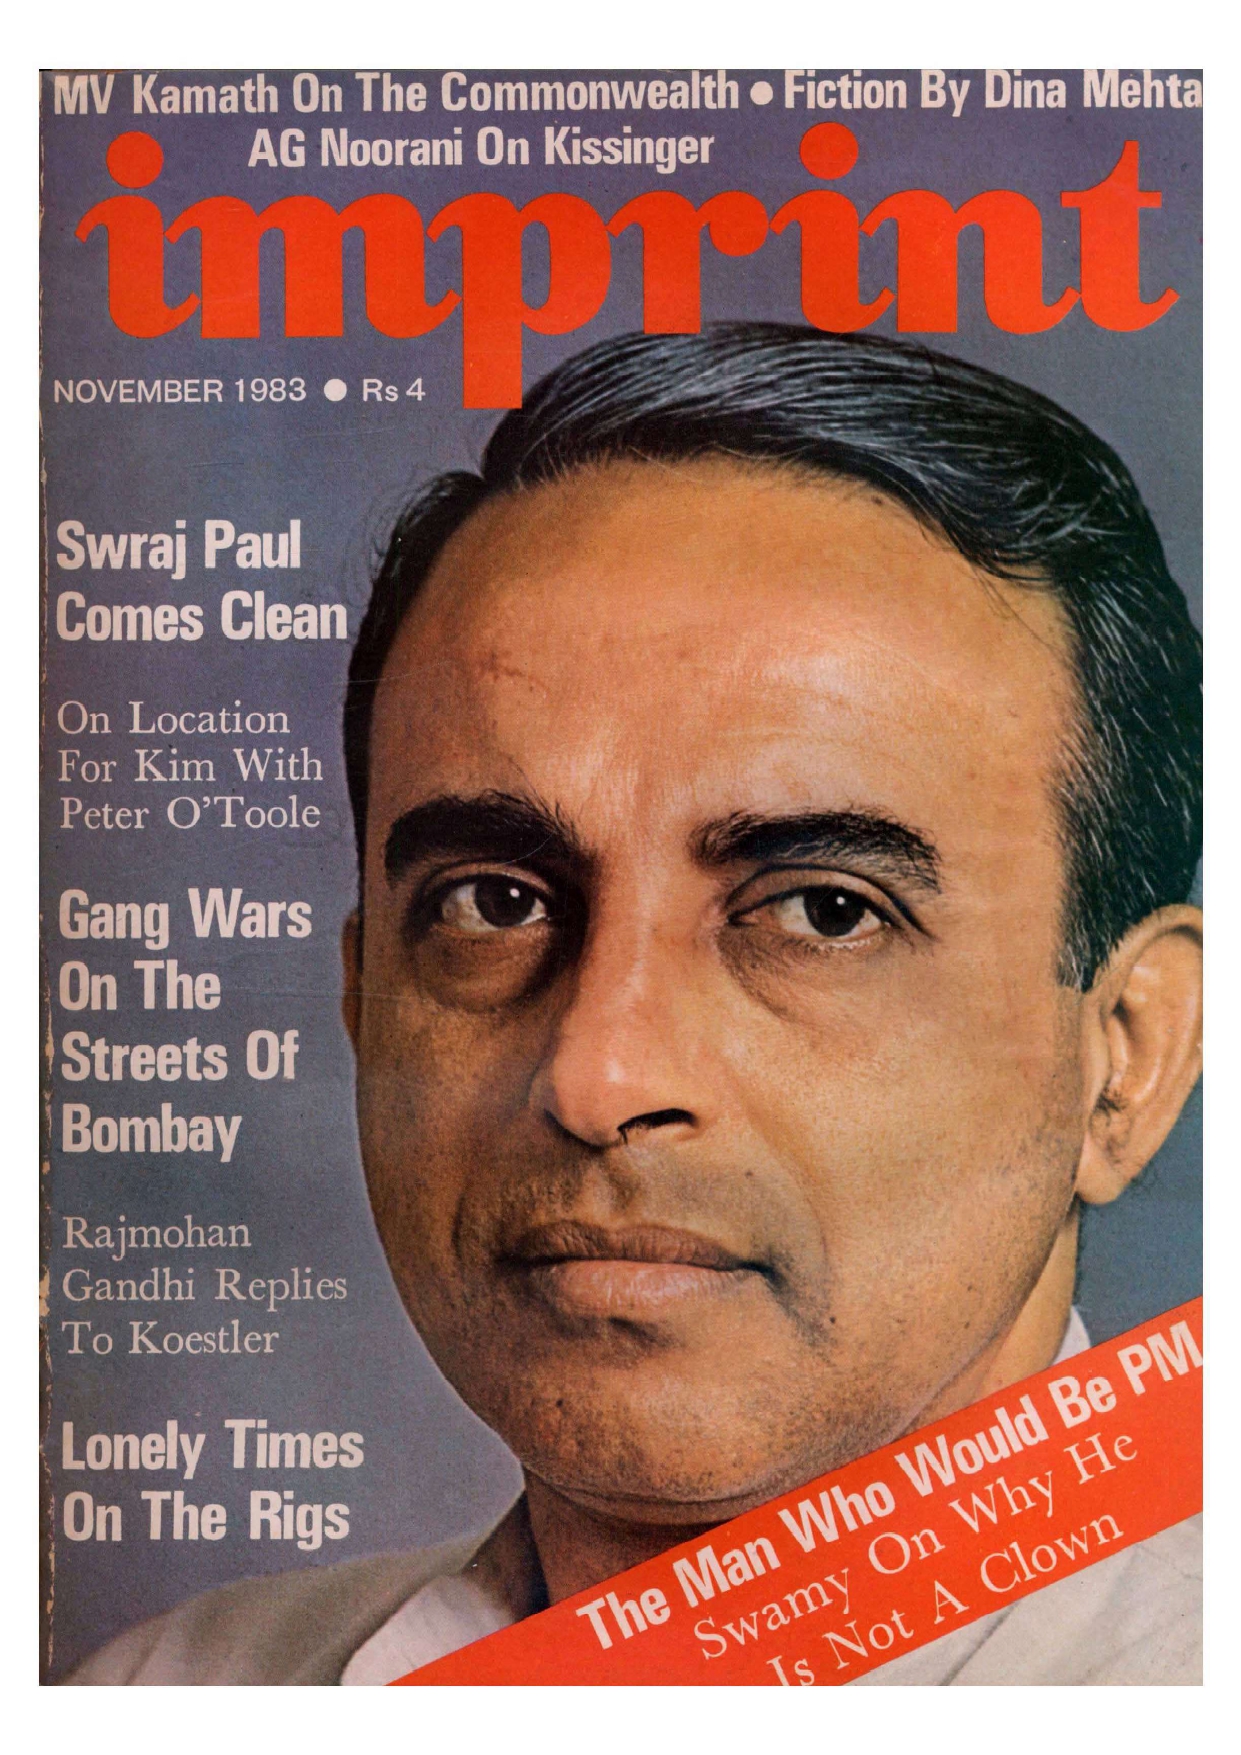 MV Kamath On The Commonwealth ● Fiction By Dina Mehta
AG Noorani On Kissinger
imprint
NOVEMBER 1983 ● Rs 4
Swraj Paul
Comes Clean
On Location
For Kim With
Peter O'Toole
Gang Wars
On The
Streets Of
Bombay
Rajmohan
Gandhi Replies
To Koestler
Lonely Times
On The Rigs
The Man Who Would Be PM
Swamy On Why He
Is Not A Clown